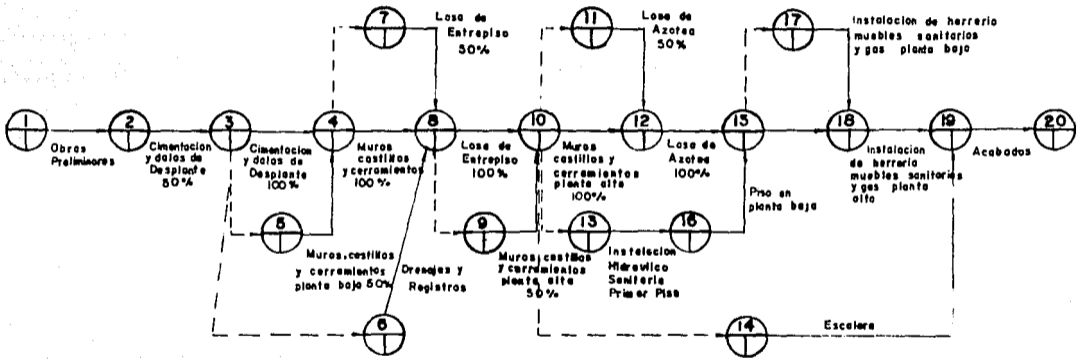 7
Losa de
Entrepiso
50%
11
Losa de
Azotea
50%
17
Instalacion de herrerio
muebles sanitarios
y gas planta baja
1
2
3
4
8
10
12
15
18
19
20
Obras
Preliminares
Cimentacion
y dalas de
Desplante
50%
Cimentacion
y dalas de
Desplante
100%
Muros
castillos
y cerramientos
100%
Losa de
Entrepiso
100%
Muros
castillos y
cerramientos
planta alta
100%
Losa de
Azotea
100%
Instalacion
de herreria
muebles sanitarios
y gas planta
alta
Acabados
Piso en
planta baja
5
9
13
16
Muros, castillos
y cerramientos
planta baja 50%
Drenajes y
Registros
Muros, castillos
y cerramientos
planta alta
50%
Instalacion
Hidraulica
Sanitaria
Primer Piso
6
14
Escalera